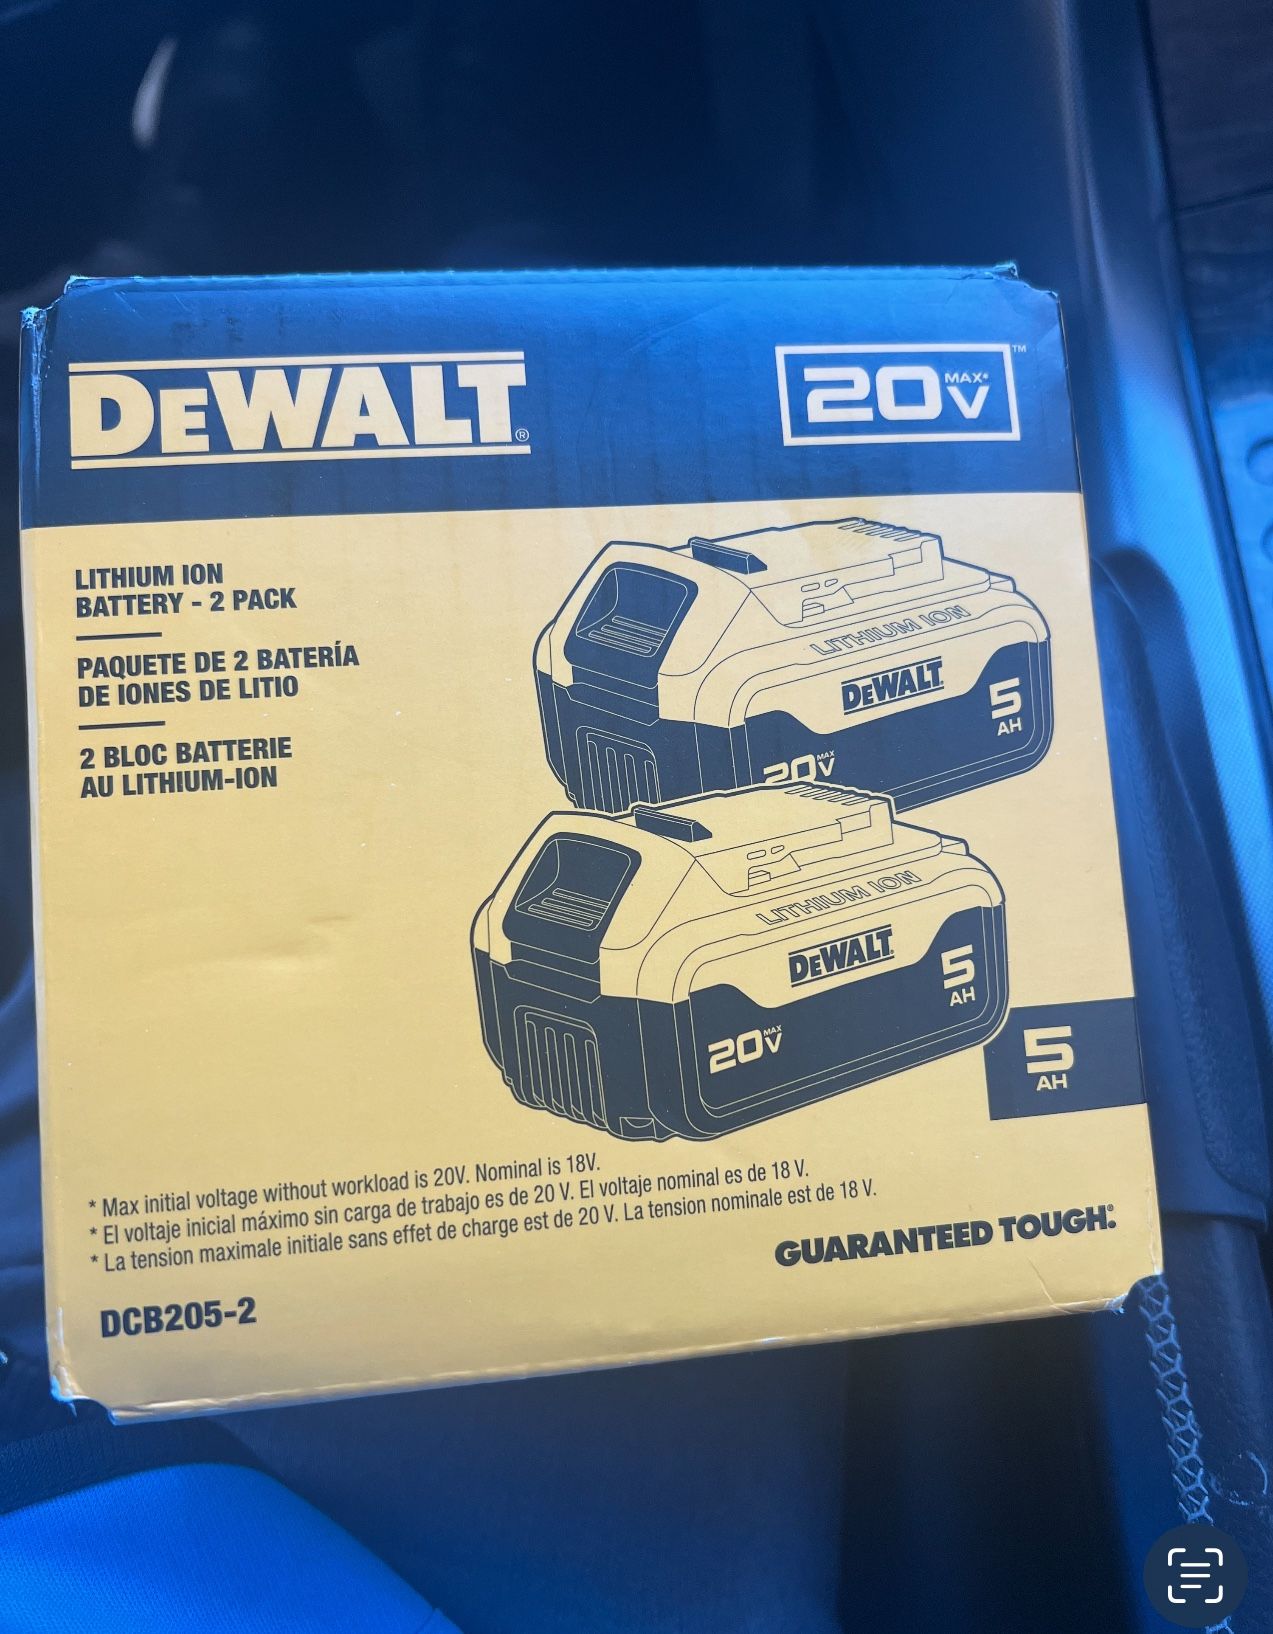 DEWALT®
20V MAX* ™
LITHIUM ION
BATTERY - 2 PACK
PAQUETE DE 2 BATERÍA
DE IONES DE LITIO
2 BLOC BATTERIE
AU LITHIUM-ION
LITHIUM ION
DEWALT
5
AH
20V MAX
LITHIUM ION
DEWALT
5
AH
20V MAX
5
AH
* Max initial voltage without workload is 20V. Nominal is 18V.
* El voltaje inicial máximo sin carga de trabajo es de 20 V. El voltaje nominal es de 18 V.
* La tension maximale initiale sans effet de charge est de 20 V. La tension nominale est de 18 V.
GUARANTEED TOUGH.®
DCB205-2